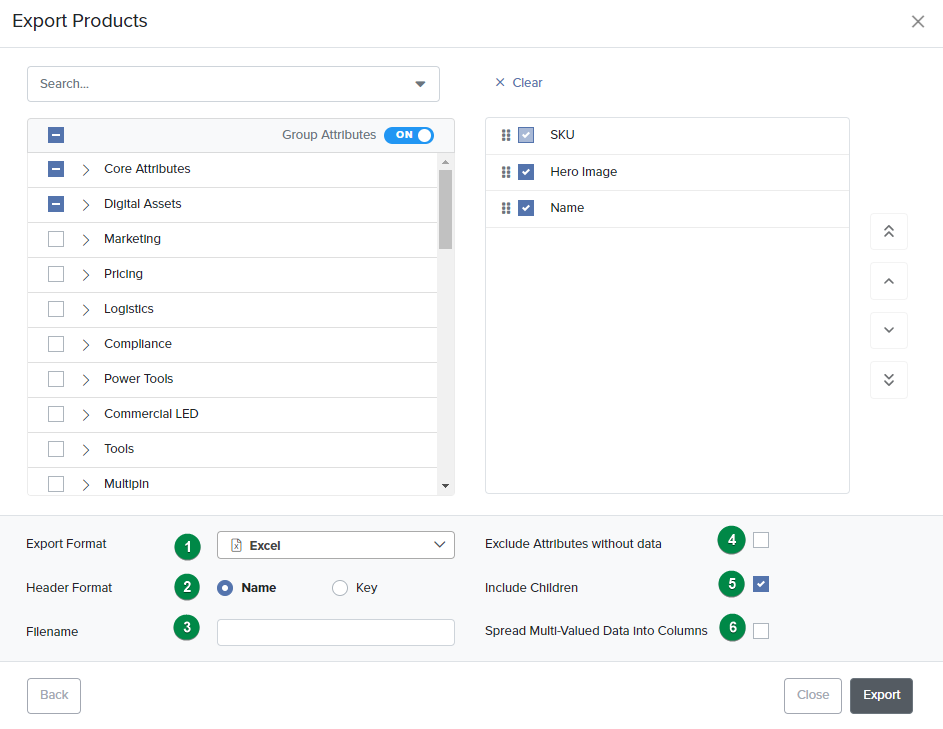 Export Products
Search...
Clear
Group Attributes ON
Core Attributes
Digital Assets
Marketing
Pricing
Logistics
Compliance
Power Tools
Commercial LED
Tools
Multipin
SKU
Hero Image
Name
Export Format 1 Excel
Header Format 2 Name Key
Filename 3
Exclude Attributes without data 4
Include Children 5
Spread Multi-Valued Data into Columns 6
Back
Close
Export